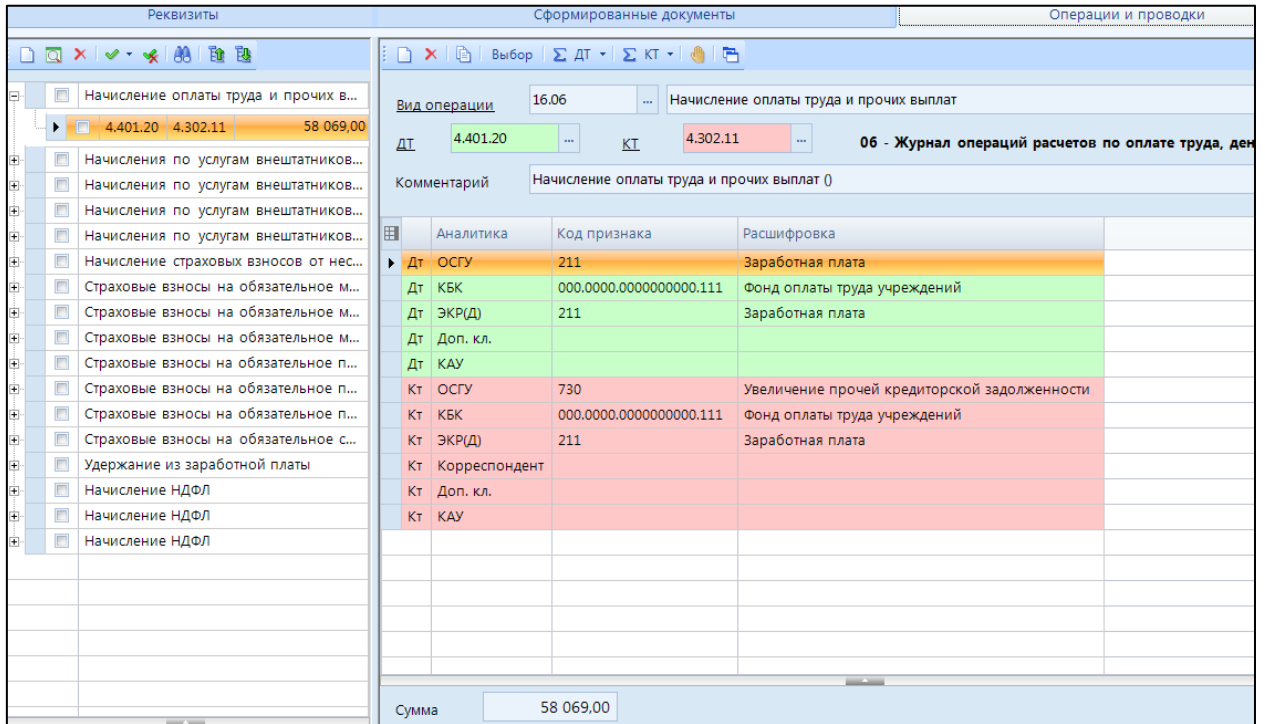 Реквизиты
Сформированные документы
Операции и проводки
Выбор Σ ДТ Σ КТ
Начисление оплаты труда и прочих в...
4.401.20 4.302.11 58 069,00
Начисления по услугам внештатников...
Начисления по услугам внештатников...
Начисления по услугам внештатников...
Начисления по услугам внештатников...
Начисление страховых взносов от нес...
Страховые взносы на обязательное м...
Страховые взносы на обязательное м...
Страховые взносы на обязательное м...
Страховые взносы на обязательное п...
Страховые взносы на обязательное п...
Страховые взносы на обязательное п...
Страховые взносы на обязательное с...
Удержание из заработной платы
Начисление НДФЛ
Начисление НДФЛ
Начисление НДФЛ
Вид операции 16.06 ... Начисление оплаты труда и прочих выплат
ДТ 4.401.20 ... КТ 4.302.11 ... 06 - Журнал операций расчетов по оплате труда, ден
Комментарий Начисление оплаты труда и прочих выплат ()
Аналитика Код признака Расшифровка
Дт ОСГУ 211 Заработная плата
Дт КБК 000.0000.0000000000.111 Фонд оплаты труда учреждений
Дт ЭКР(Д) 211 Заработная плата
Дт Доп. кл.
Дт КАУ
Кт ОСГУ 730 Увеличение прочей кредиторской задолженности
Кт КБК 000.0000.0000000000.111 Фонд оплаты труда учреждений
Кт ЭКР(Д) 211 Заработная плата
Кт Корреспондент
Кт Доп. кл.
Кт КАУ
Сумма 58 069,00